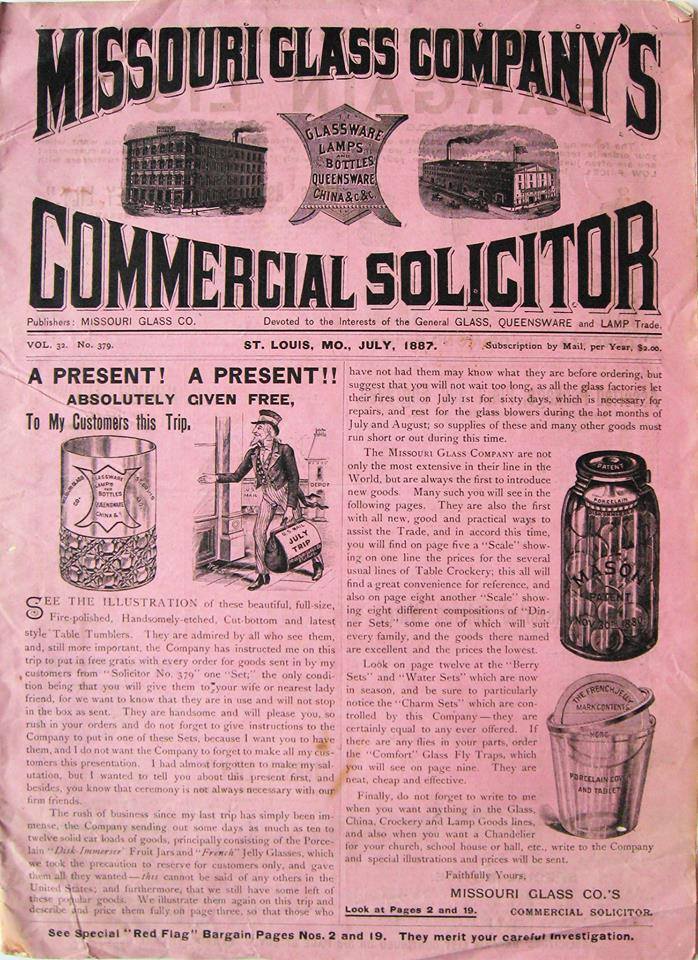 MISSOURI GLASS COMPANY'S
GLASSWARE
LAMPS
AND
BOTTLES
QUEENSWARE
CHINA &c &c
COMMERCIAL SOLICITOR
Publishers: MISSOURI GLASS CO. Devoted to the Interests of the General GLASS, QUEENSWARE and LAMP Trade.
VOL. 32. No. 379. ST. LOUIS, MO., JULY, 1887. Subscription by Mail, per Year, $2.00.
A PRESENT! A PRESENT!!
ABSOLUTELY GIVEN FREE,
To My Customers this Trip.
GLASSWARE
LAMPS
AND
BOTTLES
QUEENSWARE
CHINA &
U.S.
MAIL
DEPOT
JULY
TRIP
SEE THE ILLUSTRATION of these beautiful, full-size,
Fire-polished, Handsomely-etched, Cut-bottom and latest
style Table Tumblers. They are admired by all who see them,
and, still more important, the Company has instructed me on this
trip to put in free gratis with every order for goods sent in by my
customers from "Solicitor No. 379" one "Set;" the only condi-
tion being that you will give them to your wife or nearest lady
friend, for we want to know that they are in use and will not stop
in the box as sent. They are handsome and will please you, so
rush in your orders and do not forget to give instructions to the
Company to put in one of these Sets, because I want you to have
them, and I do not want the Company to forget to make all my cus-
tomers this presentation. I had almost forgotten to make my sal-
utation, but I wanted to tell you about this present first, and
besides, you know that ceremony is not always necessary with our
firm friends.
The rush of business since my last trip has simply been im-
mense, the Company sending out some days as much as ten to
twelve solid car loads of goods, principally consisting of the Porce-
lain "Disk-Immerser" Fruit Jars and "French" Jelly Glasses, which
we took the precaution to reserve for customers only, and gave
them all they wanted—this cannot be said of any others in the
United States; and furthermore, that we still have some left of
these popular goods. We illustrate them again on this trip and
describe and price them fully on page three, so that those who
have not had them may know what they are before ordering, but
suggest that you will not wait too long, as all the glass factories let
their fires out on July 1st for sixty days, which is necessary for
repairs, and rest for the glass blowers during the hot months of
July and August; so supplies of these and many other goods must
run short or out during this time.
The MISSOURI GLASS COMPANY are not
only the most extensive in their line in the
World, but are always the first to introduce
new goods. Many such you will see in the
following pages. They are also the first
with all new, good and practical ways to
assist the Trade, and in accord this time,
you will find on page five a "Scale" show-
ing on one line the prices for the several
usual lines of Table Crockery; this all will
find a great convenience for reference, and
also on page eight another "Scale" show-
ing eight different compositions of "Din-
ner Sets," some one of which will suit
every family, and the goods there named
are excellent and the prices the lowest.
Look on page twelve at the "Berry
Sets" and "Water Sets" which are now
in season, and be sure to particularly
notice the "Charm Sets" which are con-
trolled by this Company—they are
certainly equal to any ever offered. If
there are any flies in your parts, order
the "Comfort" Glass Fly Traps, which
you will see on page nine. They are
neat, cheap and effective.
Finally, do not forget to write to me
when you want anything in the Glass,
China, Crockery and Lamp Goods lines,
and also when you want a Chandelier
for your church, school house or hall, etc., write to the Company
and special illustrations and prices will be sent.
Faithfully Yours,
MISSOURI GLASS CO.'S
Look at Pages 2 and 19. COMMERCIAL SOLICITOR.
PATENT
PORCELAIN
MASON
PATENT
NOV 30th
THE FRENCH JELLY
MARK CONTENTS
HERE
PORCELAIN COV
AND TABLET
See Special "Red Flag" Bargain Pages Nos. 2 and 19. They merit your careful investigation.